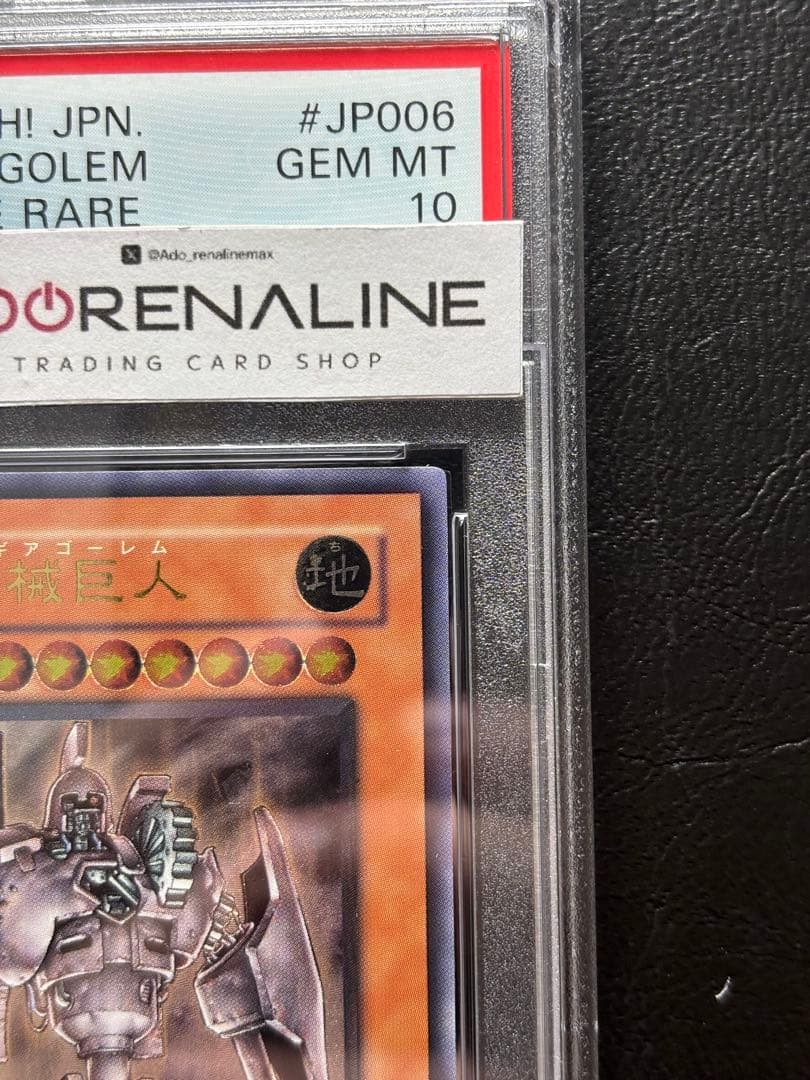 H! JPN. #JP006
GOLEM GEM MT
RARE 10
@Ado_renalinemax
DORENALINE
TRADING CARD SHOP
ギアゴーレム
械巨人
ち
地